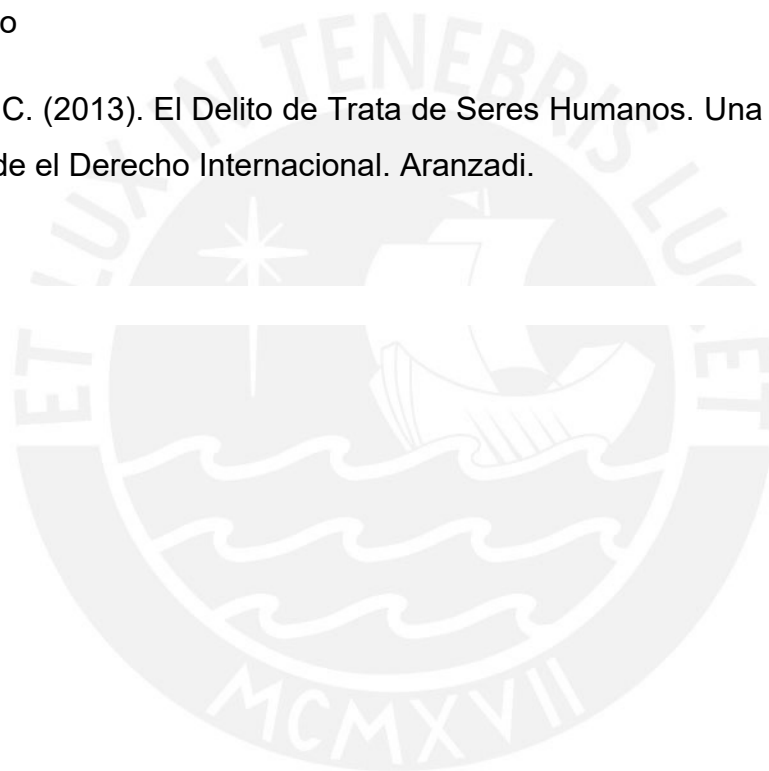 o
C. (2013). El Delito de Trata de Seres Humanos. Una
de el Derecho Internacional. Aranzadi.
ET LUX IN TENEBRIS LUCET
MCMXVII